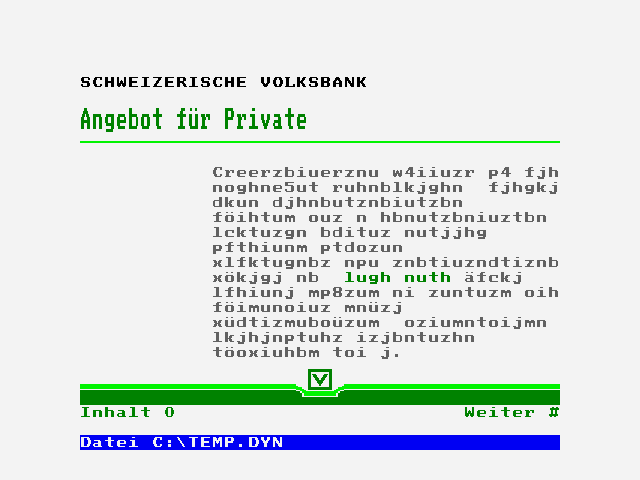 SCHWEIZERISCHE VOLKSBANK
Angebot für Private
Creerzbiuerznu w4iiuzr p4 fjh
noghne5ut ruhnblkjghn  fjhgkj
dkun djhnbutznbiutzbn
föihtum ouz n hbnutzbniuztbn
lcktuzgn bdituz nutjjhg
pfthiunm ptdozun
xlfktugnbz npu znbtiuzndtiznb
xökjgj nb  lugh nuth äfckj
lfhiunj mp8zum ni zuntuzm oih
föimunoiuz mnüzj
xüdtizmuboüzum  oziumntoijmn
lkjhjnptuhz izjbntuzhn
töoxiuhbm toi j.
Inhalt 0 Weiter #
Datei C:\TEMP.DYN